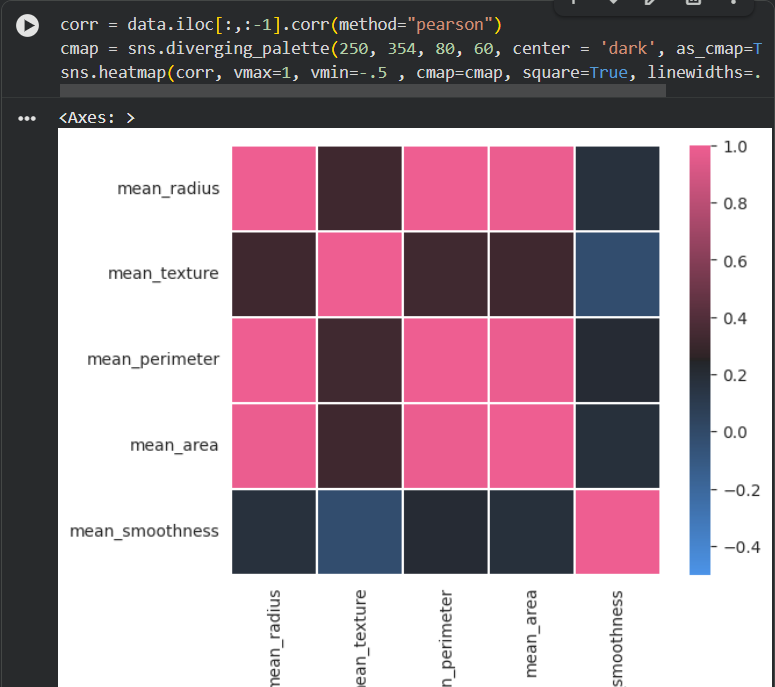 corr = data.iloc[:,:-1].corr(method="pearson")
cmap = sns.diverging_palette(250, 354, 80, 60, center = 'dark', as_cmap=T
sns.heatmap(corr, vmax=1, vmin=-.5 , cmap=cmap, square=True, linewidths=.
<Axes: >
mean_radius
mean_texture
mean_perimeter
mean_area
mean_smoothness
1.0
0.8
0.6
0.4
0.2
0.0
−0.2
−0.4
mean_radius
ean_texture
n_perimeter
mean_area
smoothness